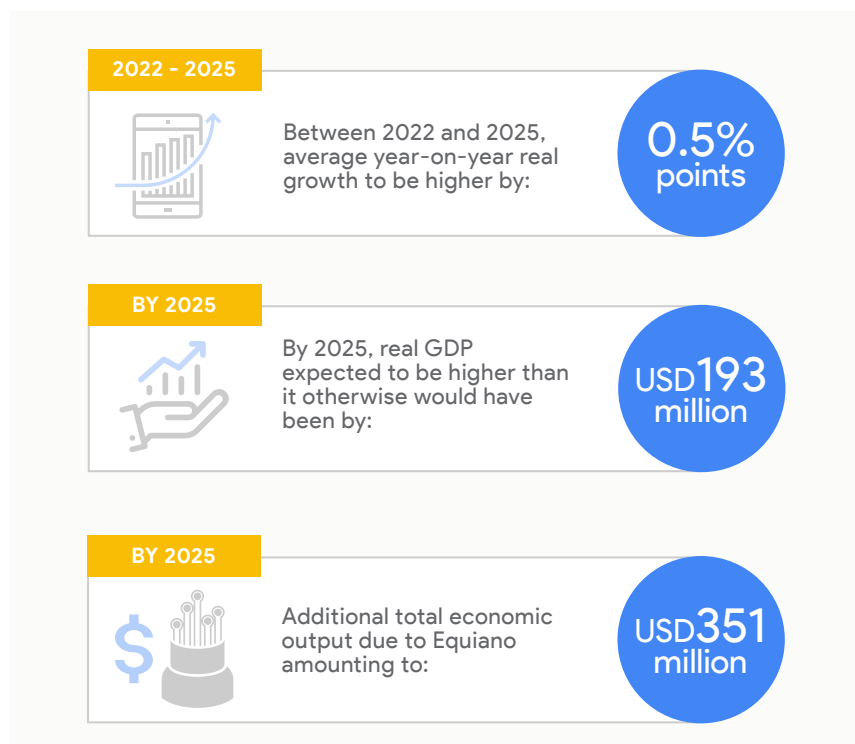 2022 - 2025
Between 2022 and 2025,
average year-on-year real
growth to be higher by:
0.5%
points
BY 2025
By 2025, real GDP
expected to be higher than
it otherwise would have
been by:
USD193
million
BY 2025
$
Additional total economic
output due to Equiano
amounting to:
USD351
million